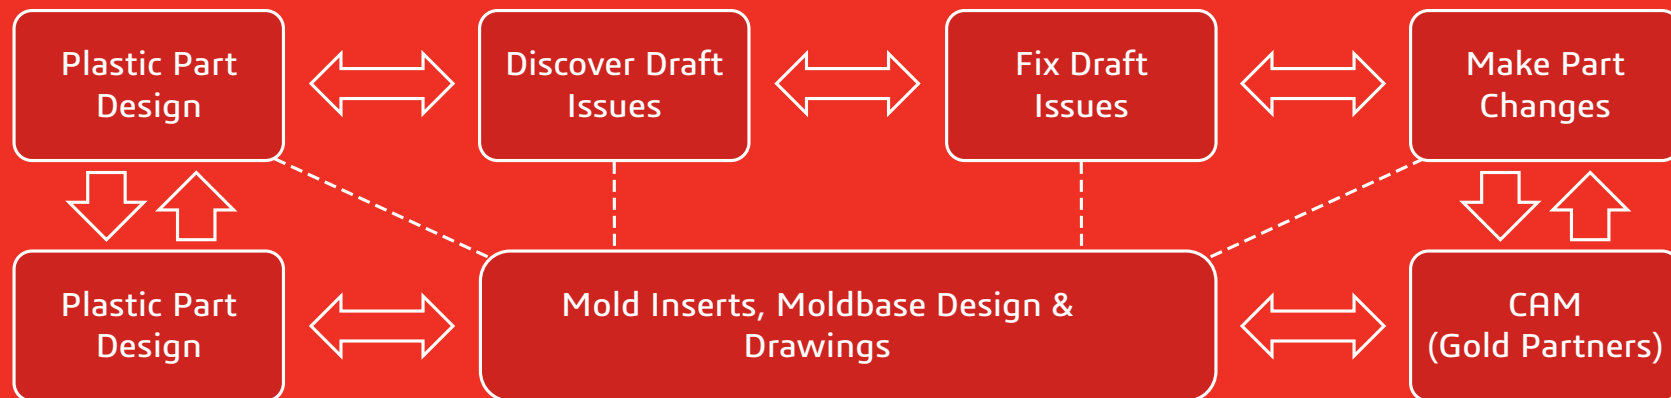 Plastic Part
Design
Discover Draft
Issues
Fix Draft
Issues
Make Part
Changes
Plastic Part
Design
Mold Inserts, Moldbase Design &
Drawings
CAM
(Gold Partners)